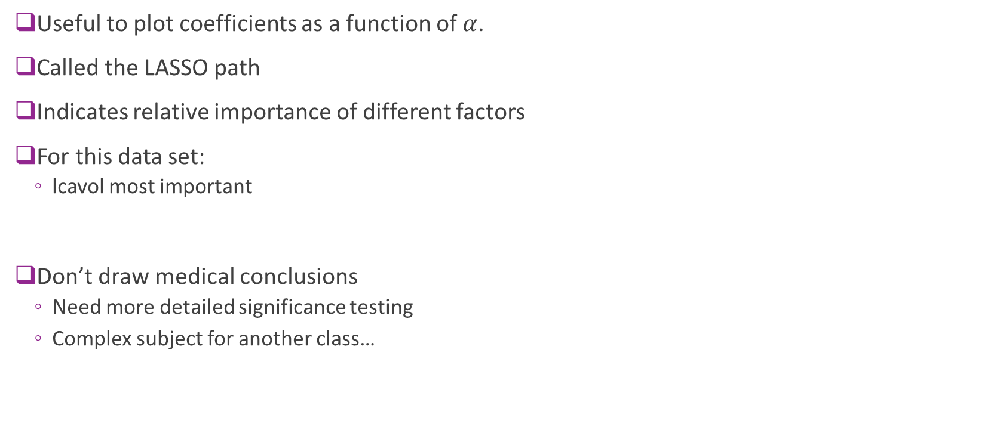 Useful to plot coefficients as a function of α.
Called the LASSO path
Indicates relative importance of different factors
For this data set:
lcavol most important
Don’t draw medical conclusions
Need more detailed significance testing
Complex subject for another class…